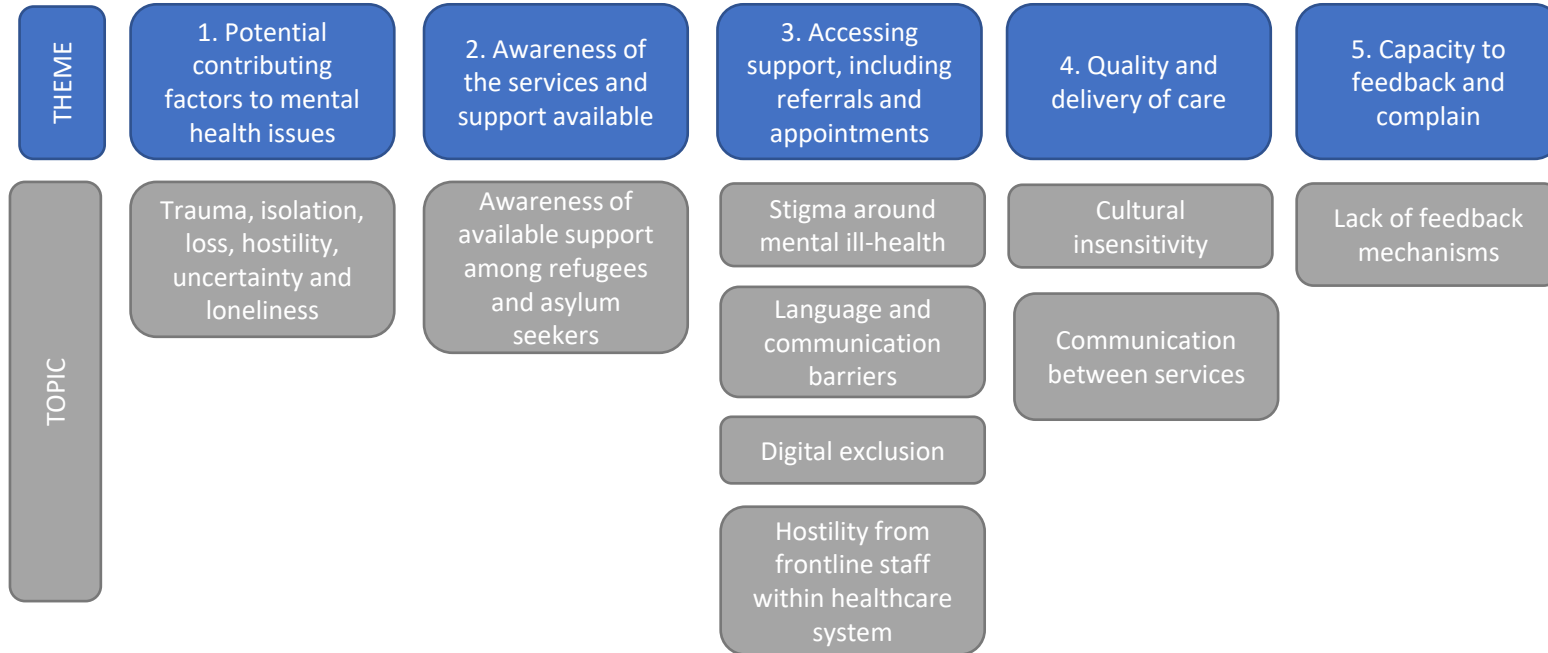 THEME
1. Potential
contributing
factors to mental
health issues
2. Awareness of
the services and
support available
3. Accessing
support, including
referrals and
appointments
4. Quality and
delivery of care
5. Capacity to
feedback and
complain
TOPIC
Trauma, isolation,
loss, hostility,
uncertainty and
loneliness
Awareness of
available support
among refugees
and asylum
seekers
Stigma around
mental ill-health
Language and
communication
barriers
Digital exclusion
Hostility from
frontline staff
within healthcare
system
Cultural
insensitivity
Communication
between services
Lack of feedback
mechanisms